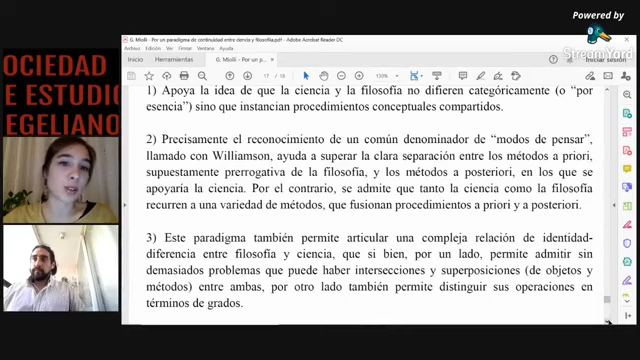 Powered by
StreamYard
OCIEDAD
E ESTUDIO
EGELIANO
G. Miolli - Por un paradigma de continuidad entre ciencia y filosofía.pdf - Adobe Acrobat Reader DC
Archivo Edición Ver Firmar Ventana Ayuda
Inicio Herramientas G. Miolli - Por un p... × Iniciar sesión
17 / 18 130%
1) Apoya la idea de que la ciencia y la filosofía no difieren categóricamente (o “por
esencia”) sino que instancian procedimientos conceptuales compartidos.
2) Precisamente el reconocimiento de un común denominador de “modos de pensar”,
llamado con Williamson, ayuda a superar la clara separación entre los métodos a priori,
supuestamente prerrogativa de la filosofía, y los métodos a posteriori, en los que se
apoyaría la ciencia. Por el contrario, se admite que tanto la ciencia como la filosofía
recurren a una variedad de métodos, que fusionan procedimientos a priori y a posteriori.
3) Este paradigma también permite articular una compleja relación de identidad-
diferencia entre filosofía y ciencia, que si bien, por un lado, permite admitir sin
demasiados problemas que puede haber intersecciones y superposiciones (de objetos y
métodos) entre ambas, por otro lado también permite distinguir sus operaciones en
términos de grados.